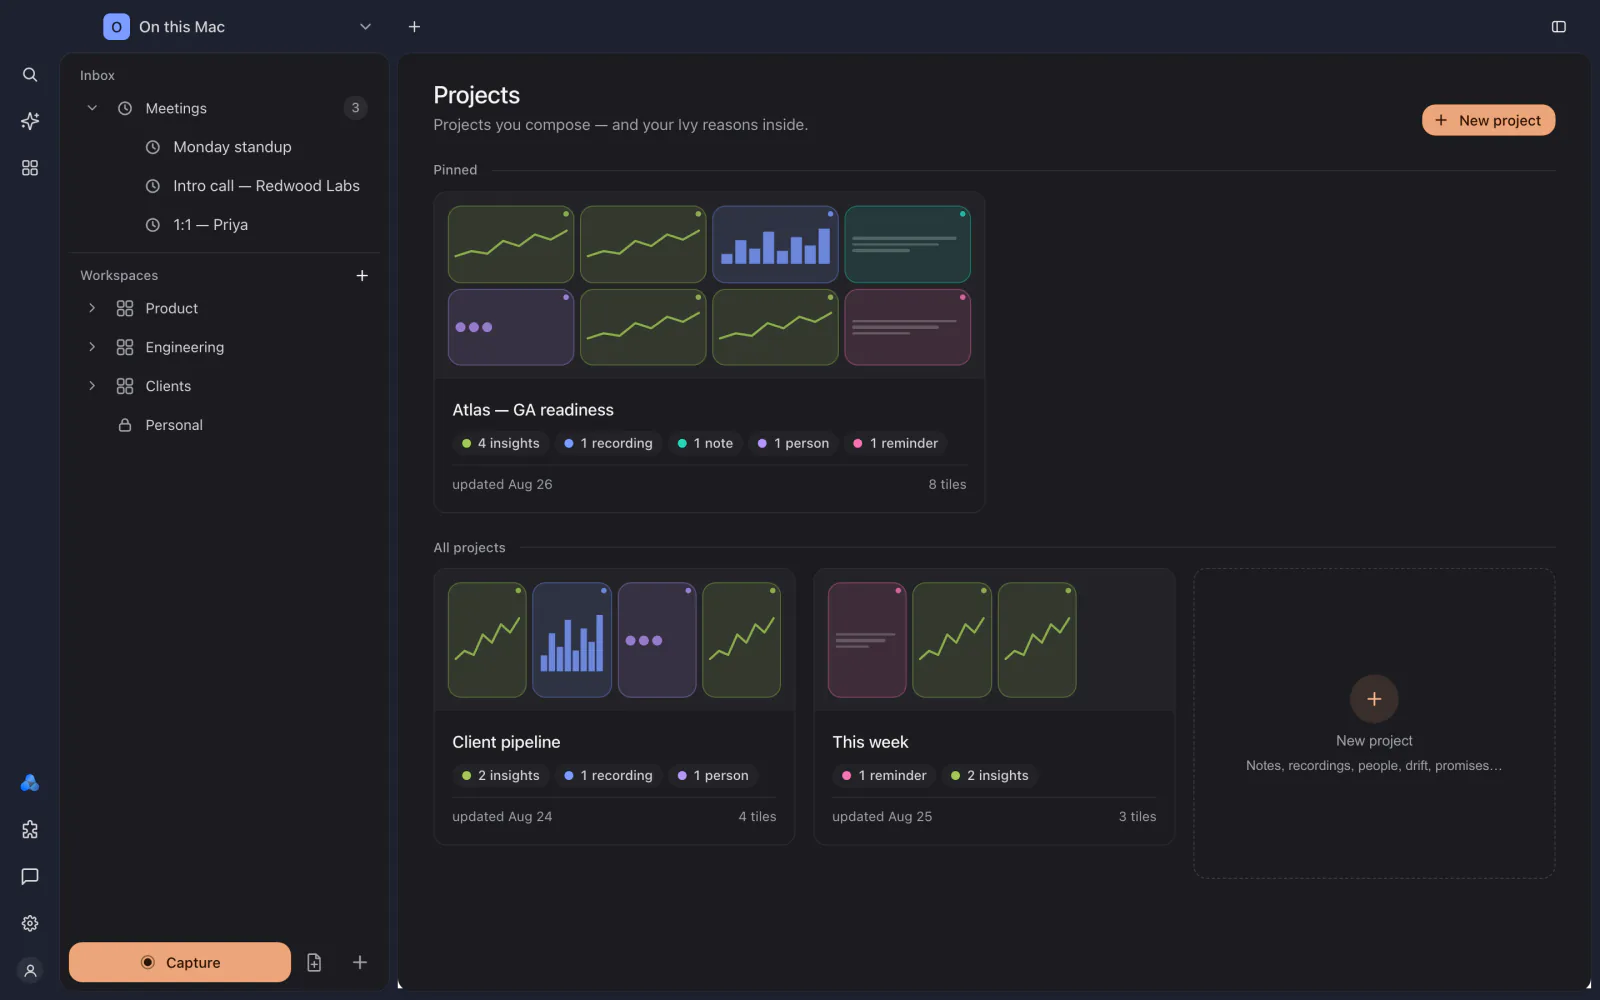 O On this Mac
Inbox
Meetings 3
Monday standup
Intro call — Redwood Labs
1:1 — Priya
Workspaces
Product
Engineering
Clients
Personal
Capture
Projects
Projects you compose — and your Ivy reasons inside.
New project
Pinned
Atlas — GA readiness
4 insights 1 recording 1 note 1 person 1 reminder
updated Aug 26 8 tiles
All projects
Client pipeline
2 insights 1 recording 1 person
updated Aug 24 4 tiles
This week
1 reminder 2 insights
updated Aug 25 3 tiles
New project
Notes, recordings, people, drift, promises…